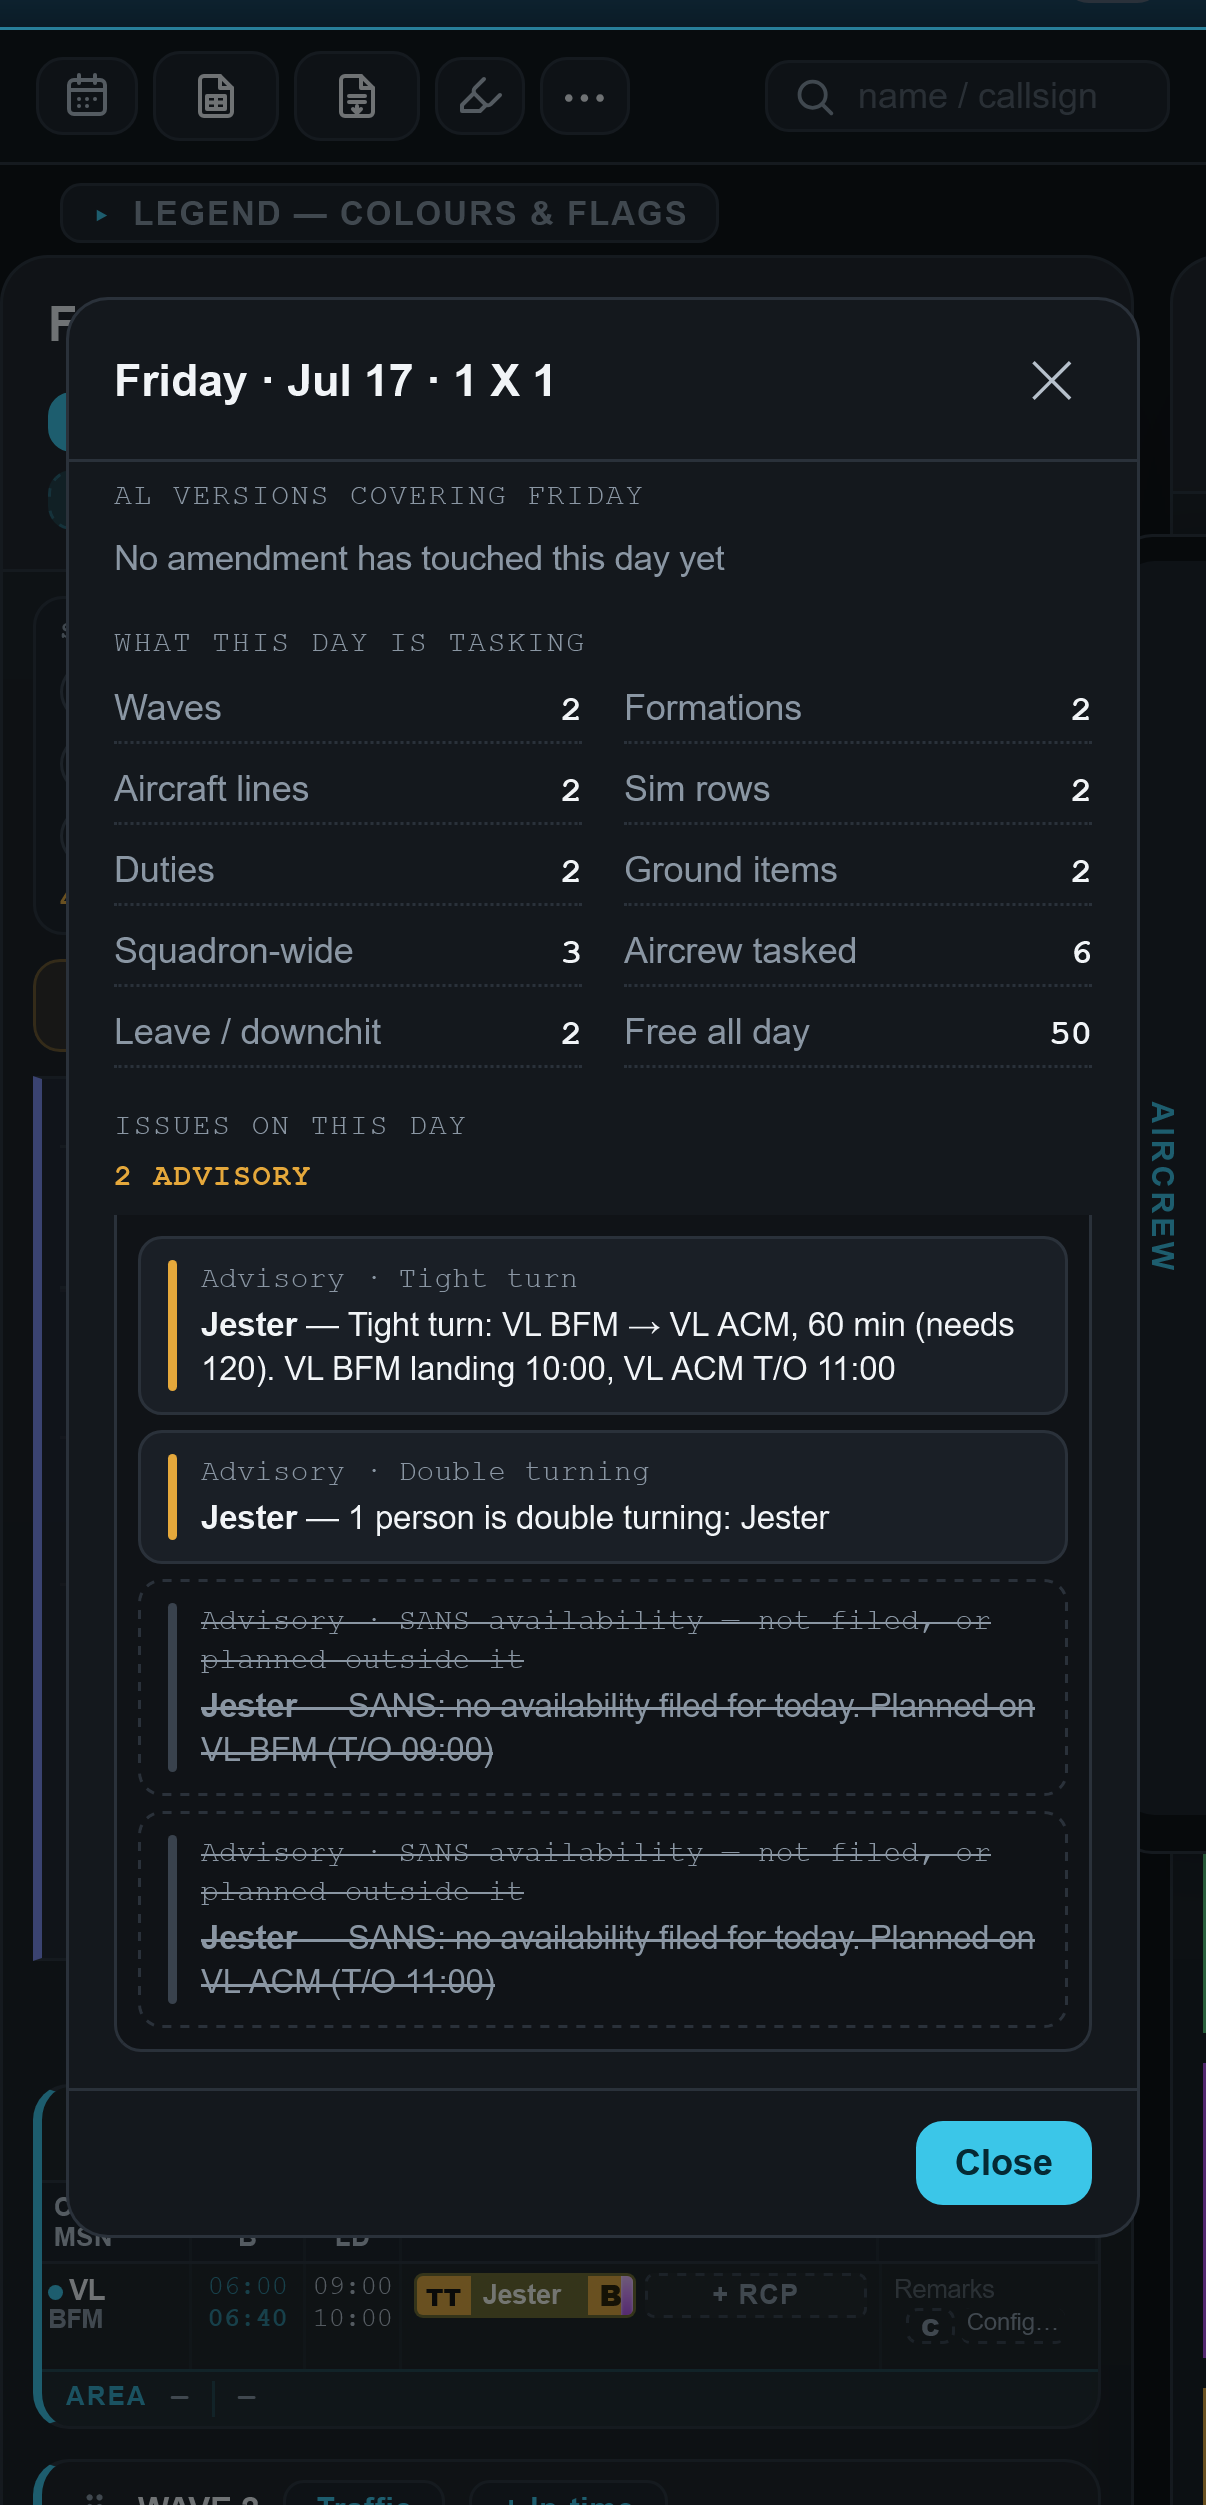 name / callsign
LEGEND — COLOURS & FLAGS
F
Friday · Jul 17 · 1 X 1
AL VERSIONS COVERING FRIDAY
No amendment has touched this day yet
WHAT THIS DAY IS TASKING
Waves 2 Formations 2
Aircraft lines 2 Sim rows 2
Duties 2 Ground items 2
Squadron-wide 3 Aircrew tasked 6
Leave / downchit 2 Free all day 50
AIRCREW
ISSUES ON THIS DAY
2 ADVISORY
Advisory · Tight turn
Jester — Tight turn: VL BFM → VL ACM, 60 min (needs
120). VL BFM landing 10:00, VL ACM T/O 11:00
Advisory · Double turning
Jester — 1 person is double turning: Jester
Advisory · SANS availability — not filed, or
planned outside it
Jester — SANS: no availability filed for today. Planned on
VL BFM (T/O 09:00)
Advisory · SANS availability — not filed, or
planned outside it
Jester — SANS: no availability filed for today. Planned on
VL ACM (T/O 11:00)
Close
MSN
VL 06:00 09:00 TT Jester B + RCP Remarks
BFM 06:40 10:00 C Config...
AREA — —
WAVE 2 Traffic + In-time